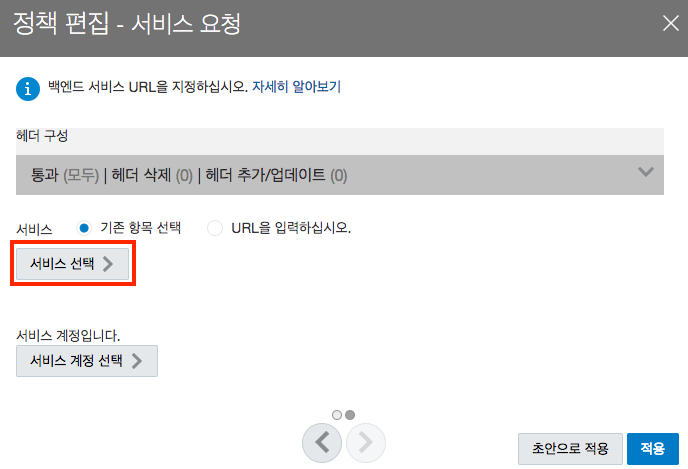 정책 편집 - 서비스 요청
백엔드 서비스 URL을 지정하십시오. 자세히 알아보기
헤더 구성
통과 (모두) | 헤더 삭제 (0) | 헤더 추가/업데이트 (0)
서비스 기존 항목 선택 URL을 입력하십시오.
서비스 선택
서비스 계정입니다.
서비스 계정 선택
초안으로 적용 적용